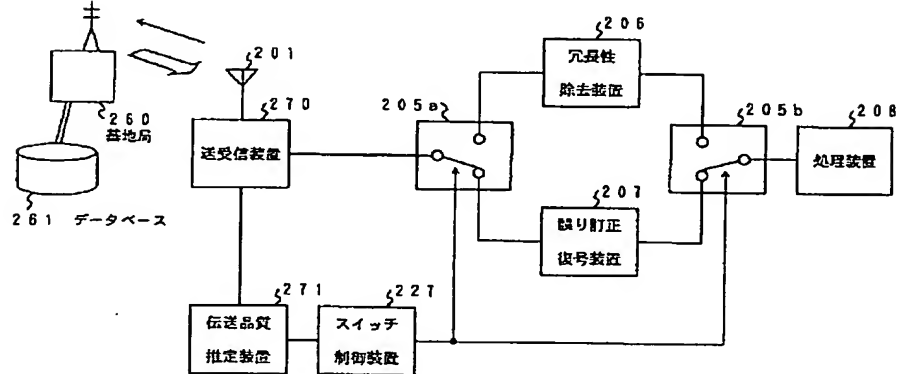 201
260
基地局
261 データベース
270
送受信装置
205a
206
冗長性
除去装置
205b
208
処理装置
207
誤り訂正
復号装置
271
伝送品質
推定装置
227
スイッチ
制御装置